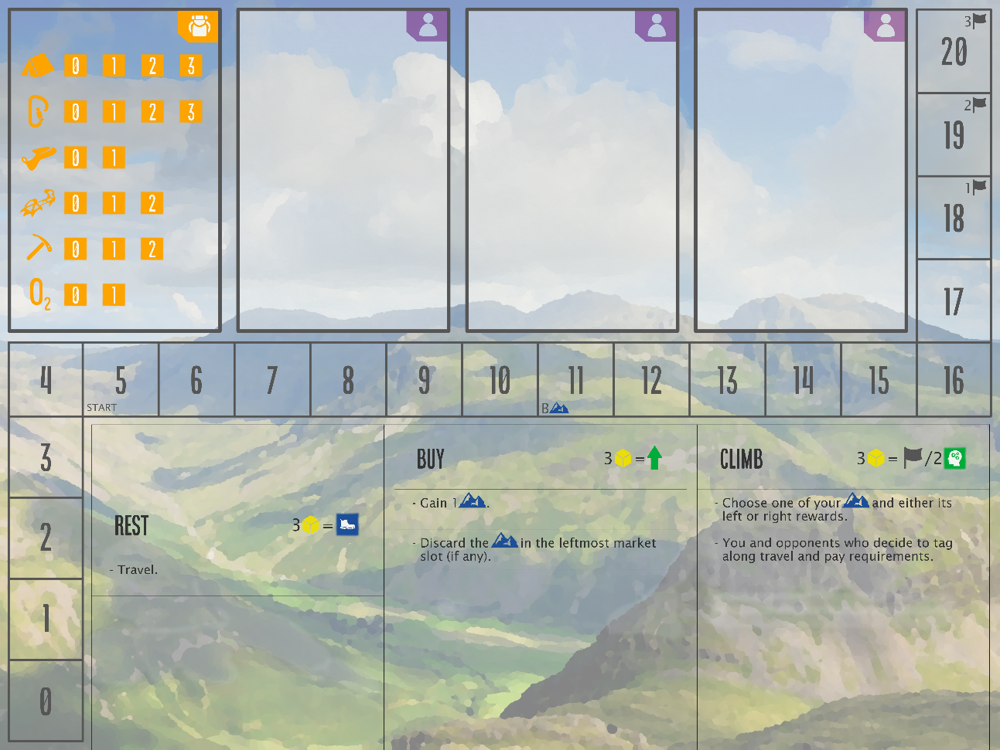 0 1 2 3
0 1 2 3
0 1
0 1 2
0 1 2
O2 0 1
3
20
2
19
1
18
17
4 5 6 7 8 9 10 11 12 13 14 15 16
START
B
3
2
1
0
REST 3 =
- Travel.
BUY 3 =
- Gain 1 .
- Discard the in the leftmost market
slot (if any).
CLIMB 3 = /2
- Choose one of your and either its
left or right rewards.
- You and opponents who decide to tag
along travel and pay requirements.